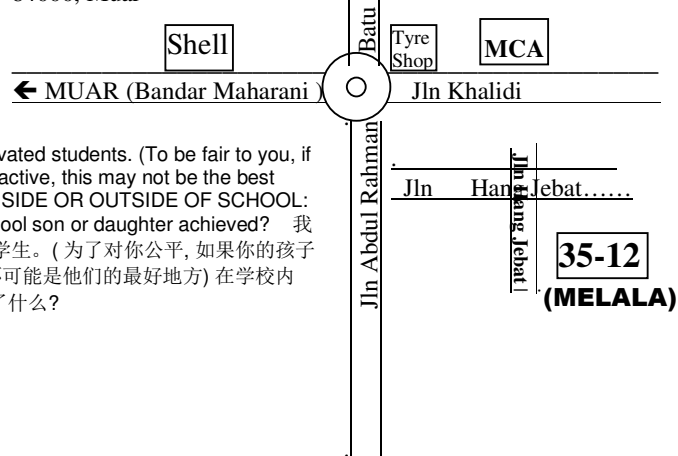 Batu
Shell
Tyre
Shop
MCA
← MUAR (Bandar Maharani )
Jln Khalidi
vated students. (To be fair to you, if
active, this may not be the best
SIDE OR OUTSIDE OF SCHOOL:
ool son or daughter achieved? 我
学生。( 为了对你公平, 如果你的孩子
可能是他们的最好地方) 在学校内
了什么?
Jln Abdul Rahman
Jln Hang Jebat……
Jln Hang Jebat
35-12
(MELALA)